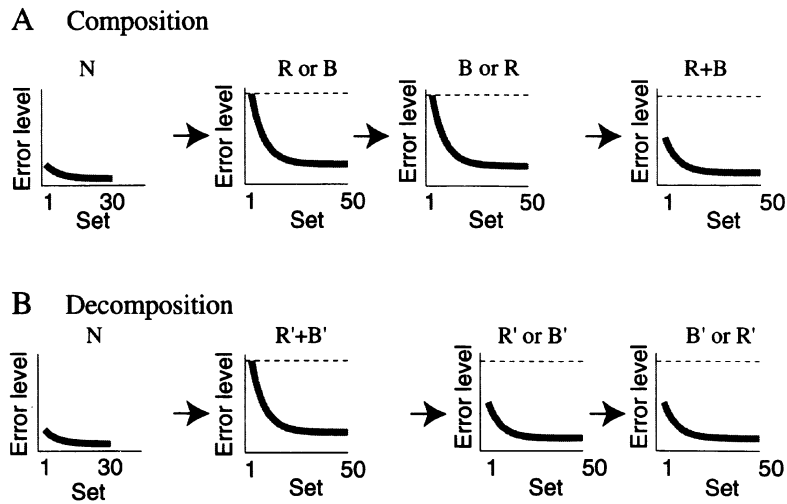 A Composition
N
R or B
B or R
R+B
Error level
Error level
Error level
Error level
1 30
1 50
1 50
1 50
Set
Set
Set
Set
B Decomposition
N
R'+B'
R' or B'
B' or R'
Error level
Error level
Error level
Error level
1 30
1 50
1 50
1 50
Set
Set
Set
Set